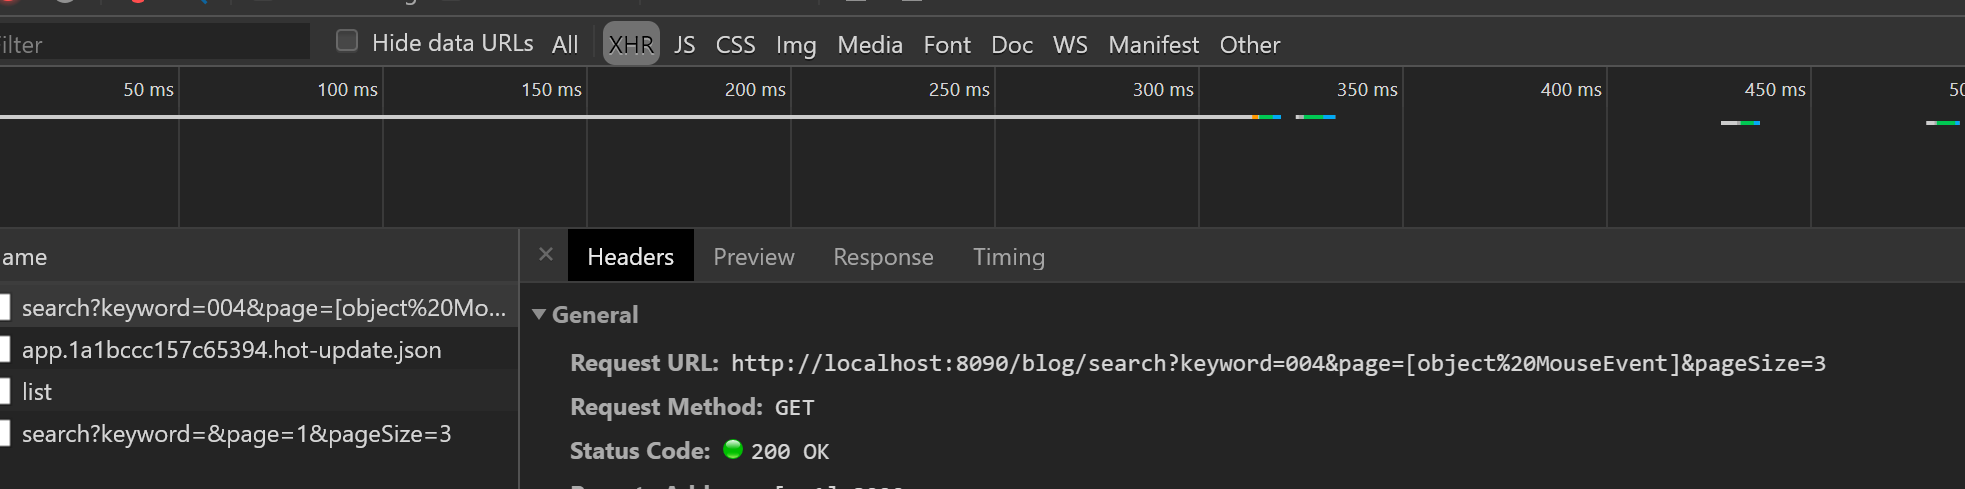 ilter Hide data URLs All XHR JS CSS Img Media Font Doc WS Manifest Other
50 ms 100 ms 150 ms 200 ms 250 ms 300 ms 350 ms 400 ms 450 ms 50
ame
× Headers Preview Response Timing
search?keyword=004&page=[object%20Mo...
app.1a1bccc157c65394.hot-update.json
list
search?keyword=&page=1&pageSize=3
General
Request URL: http://localhost:8090/blog/search?keyword=004&page=[object%20MouseEvent]&pageSize=3
Request Method: GET
Status Code: 200 OK